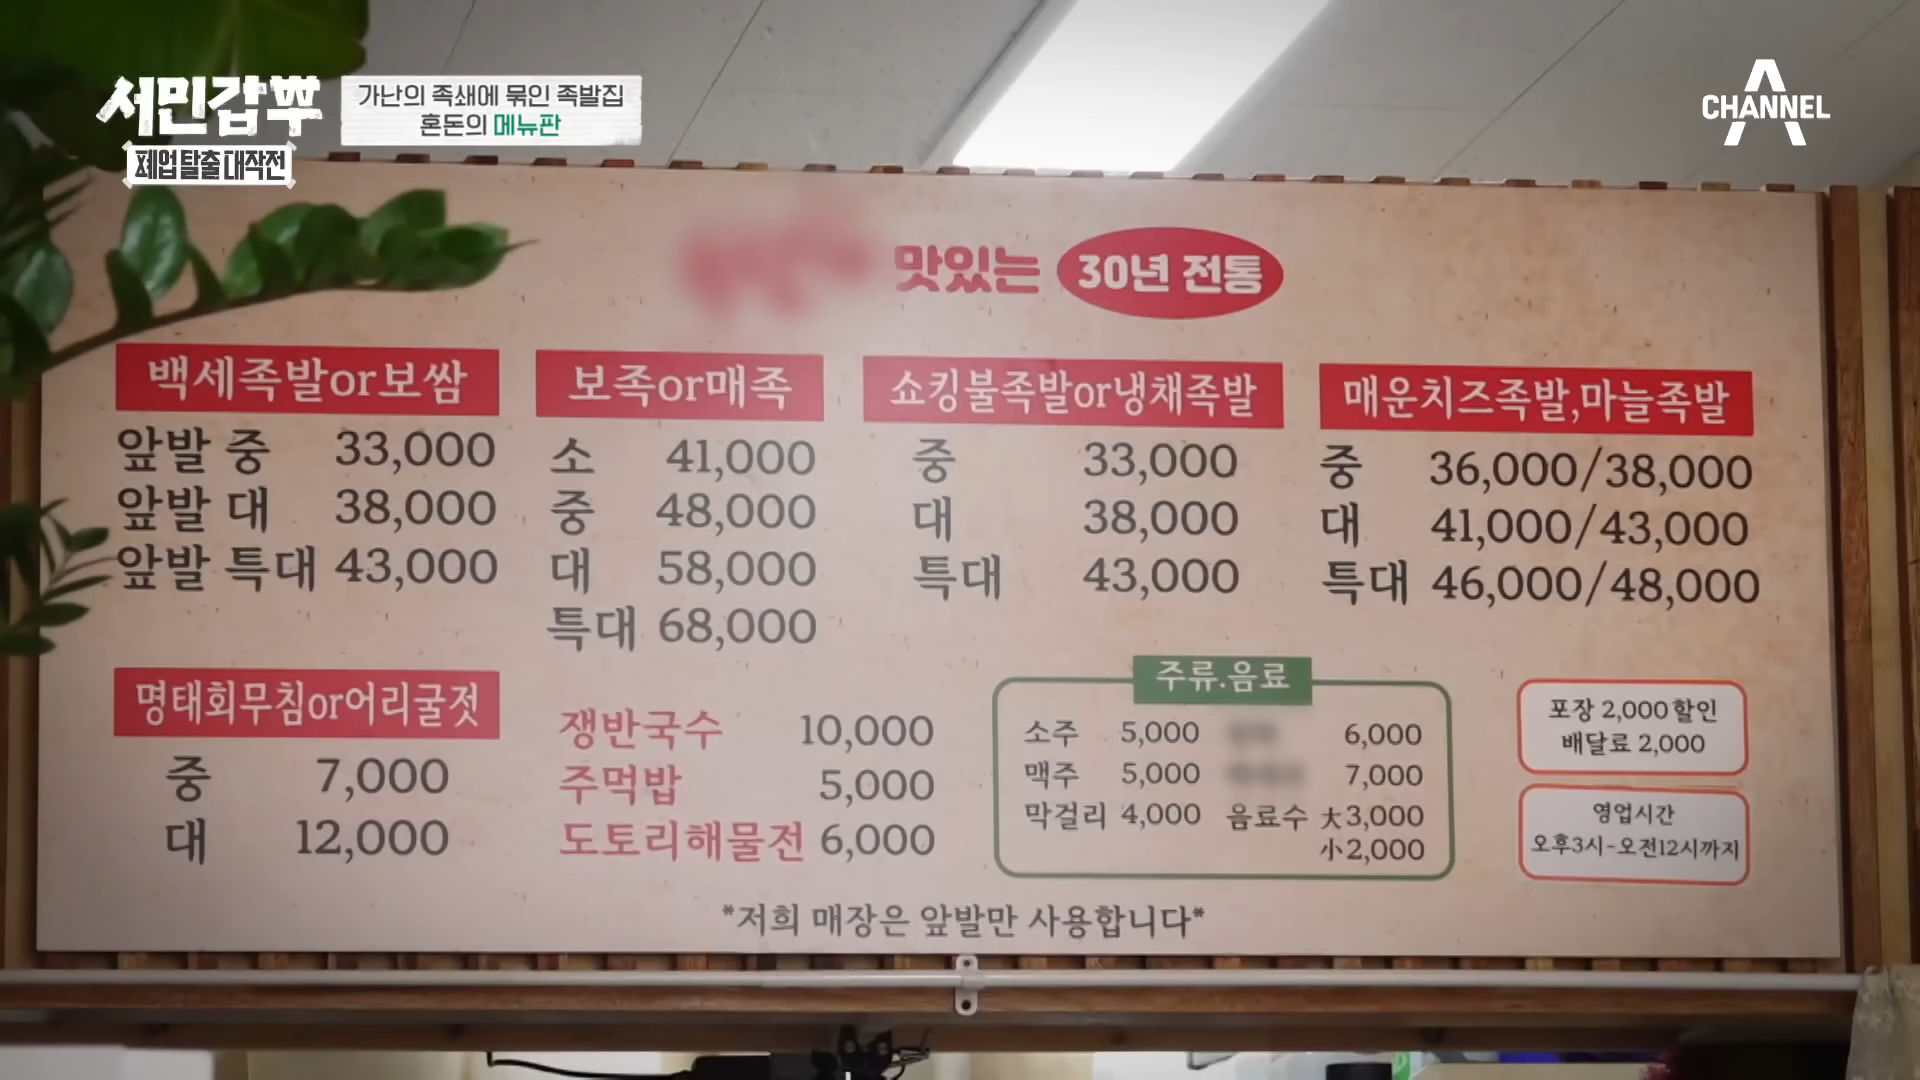 서민갑뿌
폐업탈출대작전
가난의 족쇄에 묶인 족발집
혼돈의 메뉴판
CHANNEL A
맛있는 30년 전통
백세족발or보쌈
앞발 중 33,000
앞발 대 38,000
앞발 특대 43,000
보족or매족
소 41,000
중 48,000
대 58,000
특대 68,000
쇼킹불족발or냉채족발
중 33,000
대 38,000
특대 43,000
매운치즈족발,마늘족발
중 36,000/38,000
대 41,000/43,000
특대 46,000/48,000
명태회무침or어리굴젓
중 7,000
대 12,000
쟁반국수 10,000
주먹밥 5,000
도토리해물전 6,000
주류.음료
소주 5,000 6,000
맥주 5,000 7,000
막걸리 4,000 음료수 大3,000
小2,000
포장 2,000할인
배달료 2,000
영업시간
오후3시-오전12시까지
*저희 매장은 앞발만 사용합니다*